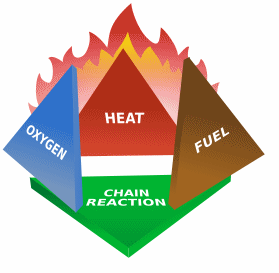 HEAT
OXYGEN
FUEL
CHAIN
REACTION